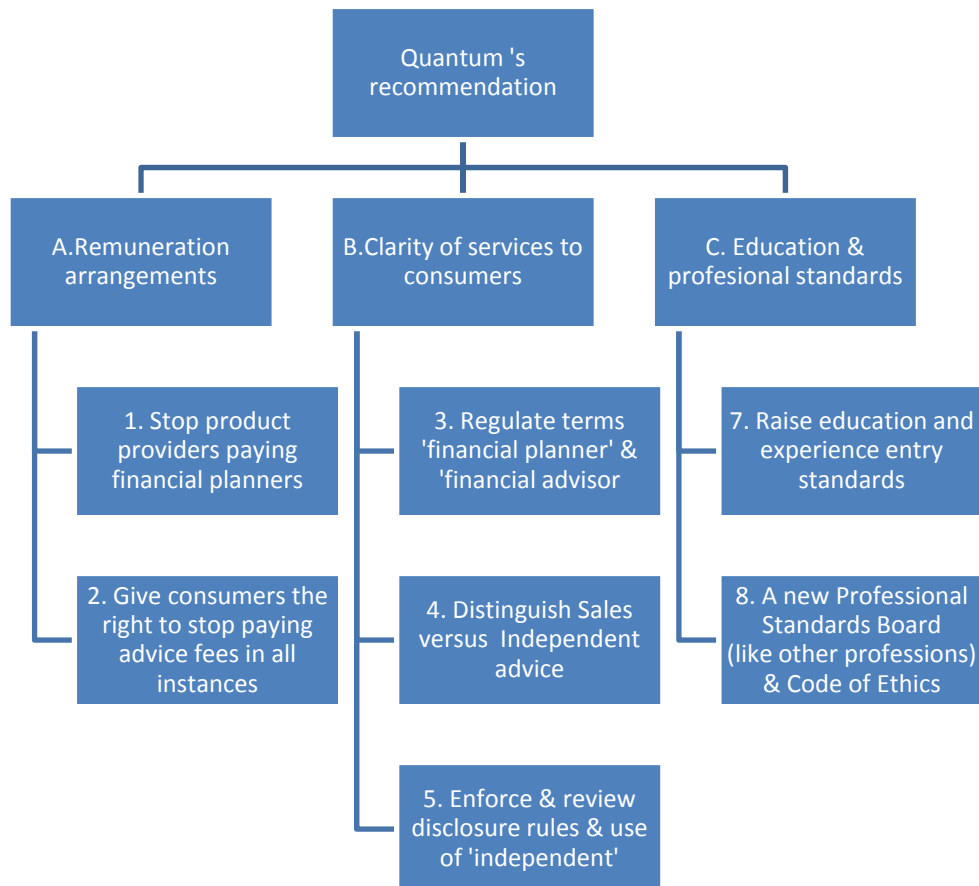 Quantum 's
recommendation
A.Remuneration
arrangements
B.Clarity of services to
consumers
C. Education &
profesional standards
1. Stop product
providers paying
financial planners
2. Give consumers the
right to stop paying
advice fees in all
instances
3. Regulate terms
'financial planner' &
'financial advisor
4. Distinguish Sales
versus Independent
advice
5. Enforce & review
disclosure rules & use
of 'independent'
7. Raise education and
experience entry
standards
8. A new Professional
Standards Board
(like other professions)
& Code of Ethics